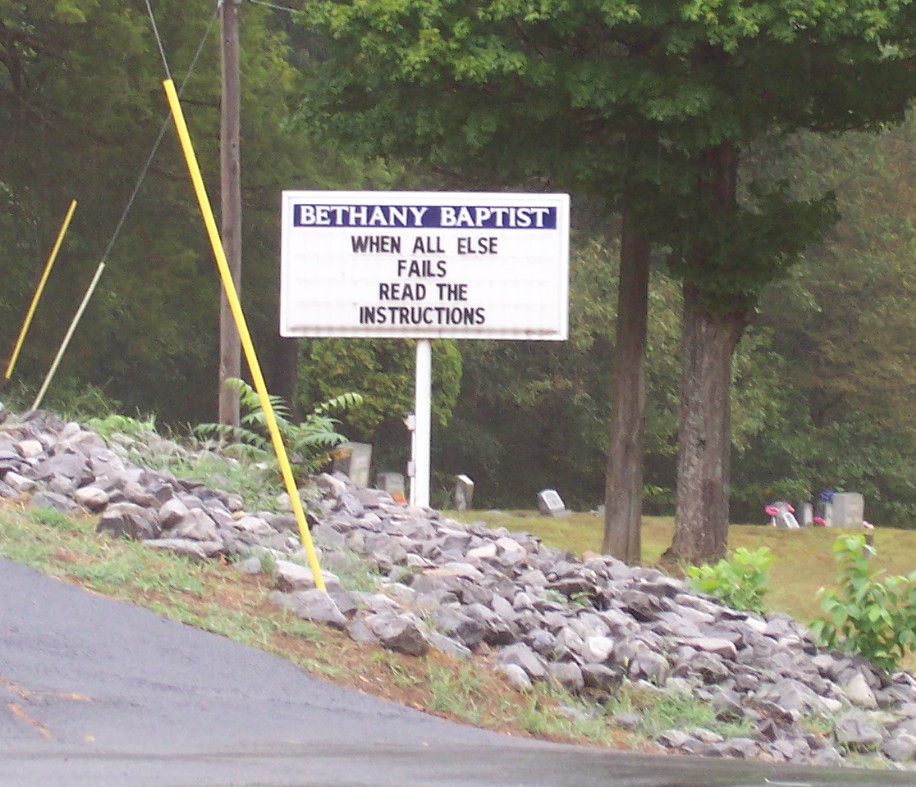 BETHANY BAPTIST
WHEN ALL ELSE
FAILS
READ THE
INSTRUCTIONS